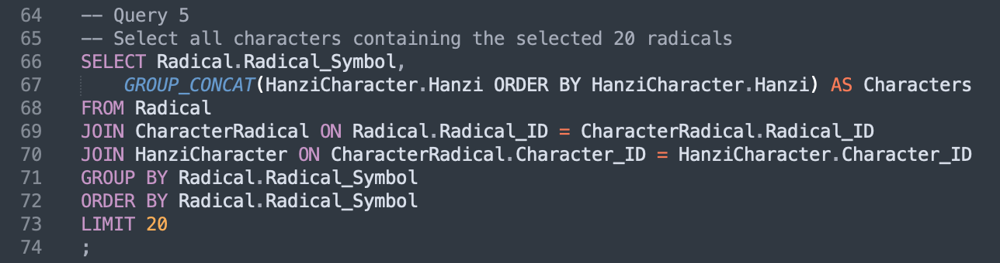 64 -- Query 5
65 -- Select all characters containing the selected 20 radicals
66 SELECT Radical.Radical_Symbol,
67     GROUP_CONCAT(HanziCharacter.Hanzi ORDER BY HanziCharacter.Hanzi) AS Characters
68 FROM Radical
69 JOIN CharacterRadical ON Radical.Radical_ID = CharacterRadical.Radical_ID
70 JOIN HanziCharacter ON CharacterRadical.Character_ID = HanziCharacter.Character_ID
71 GROUP BY Radical.Radical_Symbol
72 ORDER BY Radical.Radical_Symbol
73 LIMIT 20
74 ;